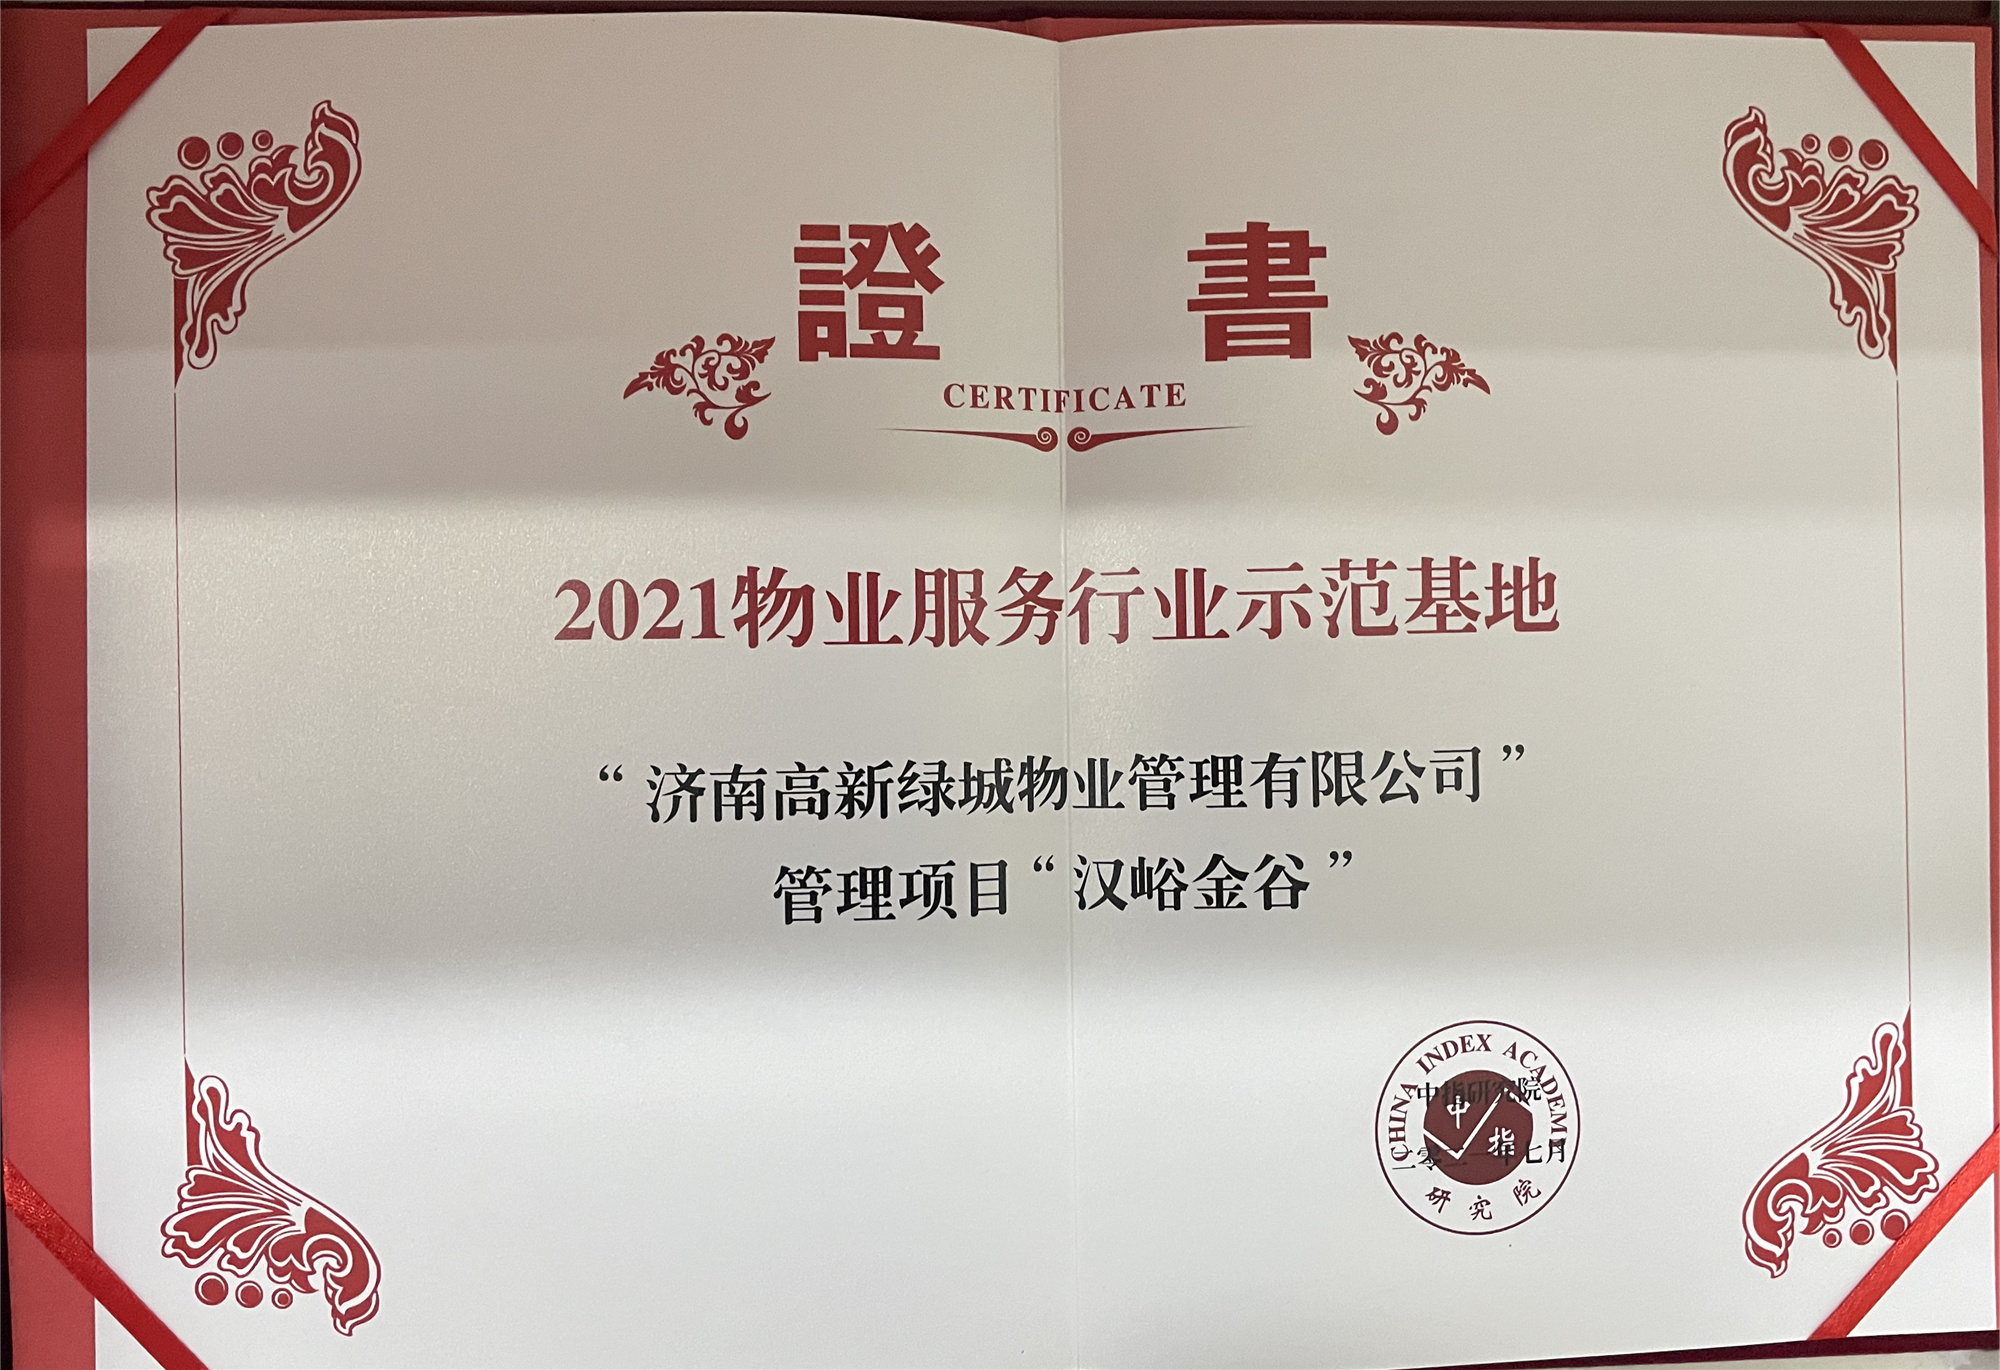 證 書
CERTIFICATE
2021物业服务行业示范基地
“济南高新绿城物业管理有限公司”
管理项目“汉峪金谷”
CHINA INDEX ACADEMY
中指研究院
中指
二零二一年七月
研究院